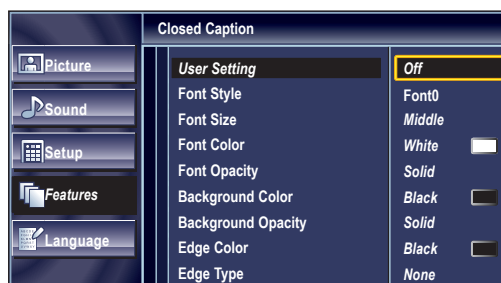 Closed Caption
Picture
Sound
Setup
Features
Language
User Setting Off
Font Style Font0
Font Size Middle
Font Color White
Font Opacity Solid
Background Color Black
Background Opacity Solid
Edge Color Black
Edge Type None